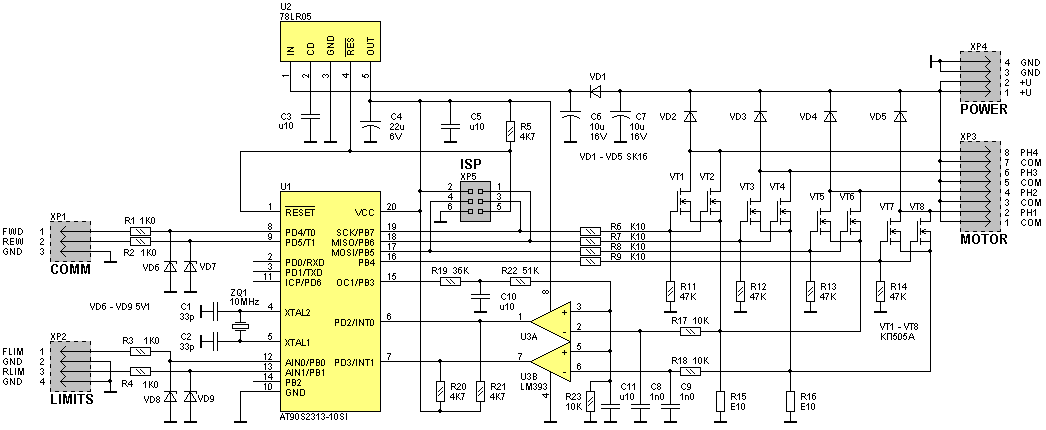 U2
78LR05
IN
CD
GND
RES
OUT
1
2
3
4
5
C3
u10
C4
22u
6V
C5
u10
R5
4K7
VD1
C6
10u
16V
C7
10u
16V
VD1 - VD5 SK16
VD2
VD3
VD4
VD5
XP4
4 GND
3 GND
2 +U
1 +U
POWER
XP3
8 PH4
7 COM
6 PH3
5 COM
4 PH2
3 COM
2 PH1
1 COM
MOTOR
ISP
XP5
2 1
4 3
6 5
VT1
VT2
VT3
VT4
VT5
VT6
VT7
VT8
U1
1 RESET
VCC 20
8 PD4/T0
9 PD5/T1
2 PD0/RXD
3 PD1/TXD
11 ICP/PD6
4 XTAL2
5 XTAL1
12 AIN0/PB0
13 AIN1/PB1
14 PB2
10 GND
SCK/PB7 19
MISO/PB6 18
MOSI/PB5 17
PB4 16
OC1/PB3 15
PD2/INT0 6
PD3/INT1 7
AT90S2313-10SI
XP1
FWD 1
REW 2
GND 3
COMM
R1 1K0
R2 1K0
VD6
VD7
VD6 - VD9 5V1
C1
33p
ZQ1
10MHz
C2
33p
XP2
FLIM 1
GND 2
RLIM 3
GND 4
LIMITS
R3 1K0
R4 1K0
VD8
VD9
R6 K10
R7 K10
R8 K10
R9 K10
R19 36K
R22 51K
C10
u10
R11
47K
R12
47K
R13
47K
R14
47K
VT1 - VT8
КП505А
8
1
3
2
U3A
7
5
6
U3B
LM393
4
R17 10K
R18 10K
R20
4K7
R21
4K7
R23
10K
C11
u10
C8
1n0
C9
1n0
R15
E10
R16
E10